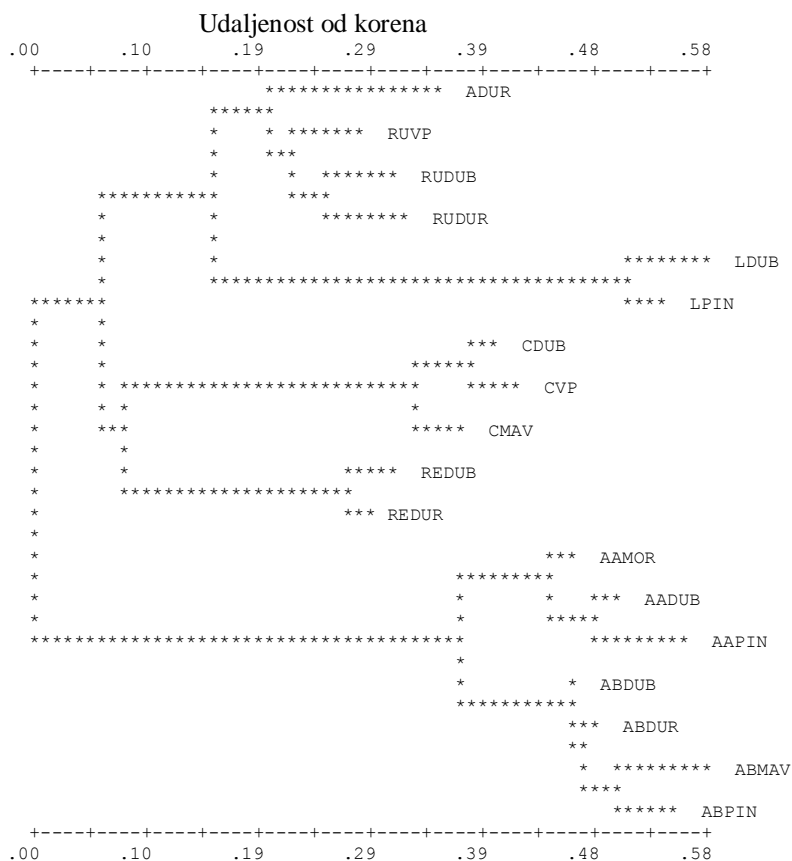 Udaljenost od korena
.00 .10 .19 .29 .39 .48 .58
ADUR
RUVP
RUDUB
RUDUR
LDUB
LPIN
CDUB
CVP
CMAV
REDUB
REDUR
AAMOR
AADUB
AAPIN
ABDUB
ABDUR
ABMAV
ABPIN
.00 .10 .19 .29 .39 .48 .58